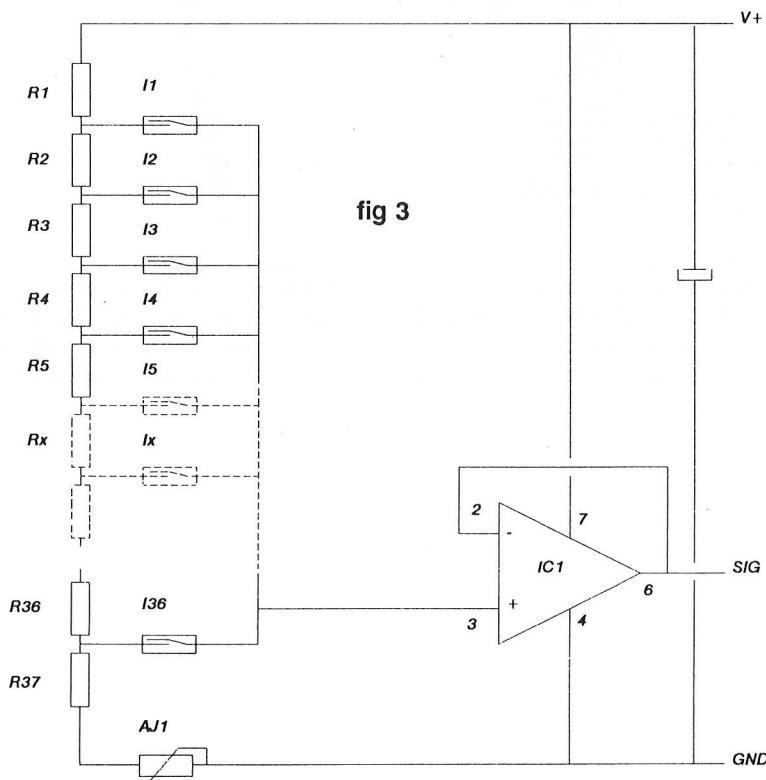 V+
R1 I1
R2 I2
R3 I3
fig 3
R4 I4
R5 I5
Rx Ix
2 7
- IC1 SIG
6
R36 I36 +
3 4
R37
AJ1
GND